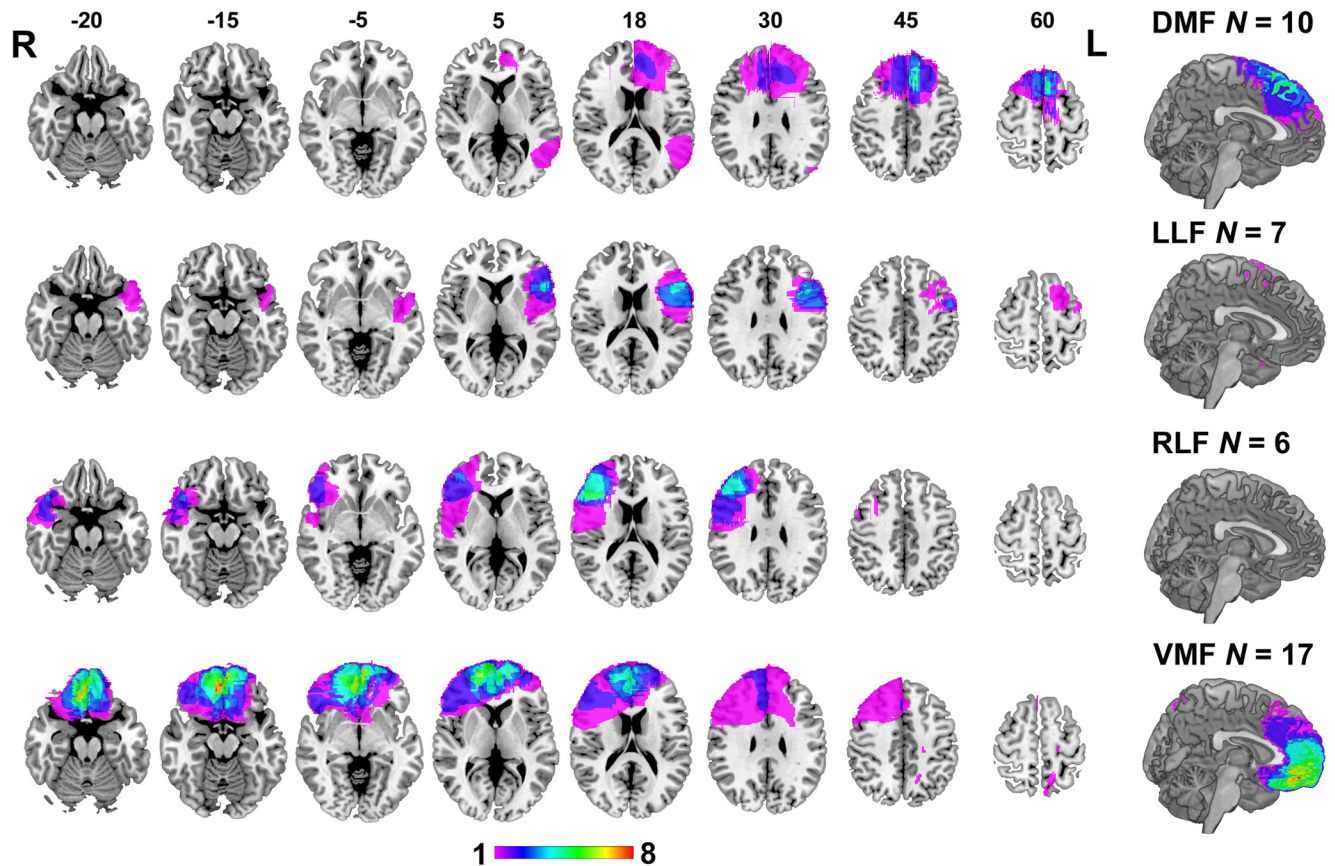 -20 -15 -5 5 18 30 45 60
R L
DMF N = 10
LLF N = 7
RLF N = 6
VMF N = 17
1 8